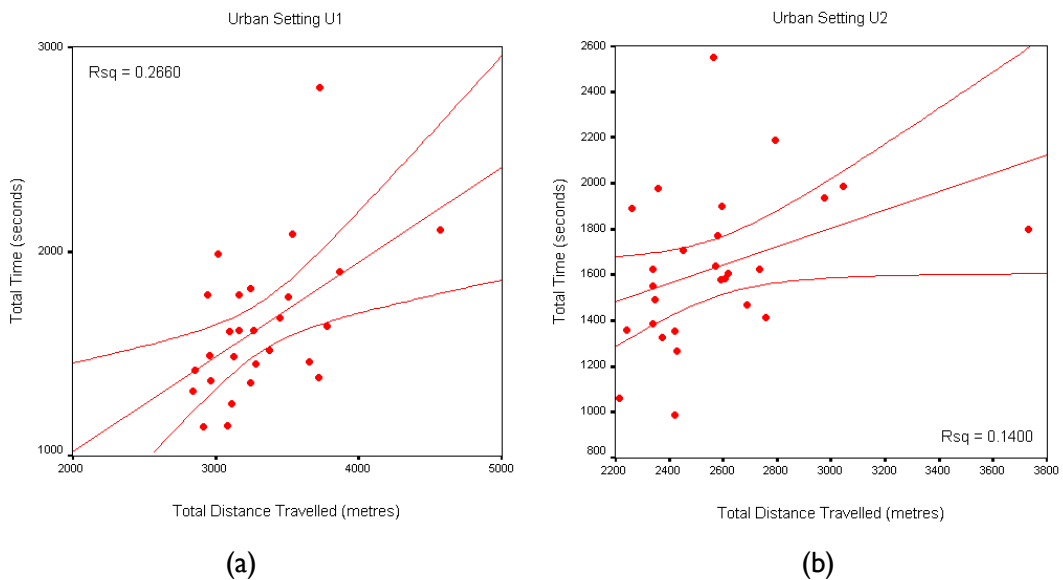 Urban Setting U1
Rsq = 0.2660
3000
2000
1000
Total Time (seconds)
2000
3000
4000
5000
Total Distance Travelled (metres)
(a)
Urban Setting U2
2600
2400
2200
2000
1800
1600
1400
1200
1000
800
Total Time (seconds)
Rsq = 0.1400
2200
2400
2600
2800
3000
3200
3400
3600
3800
Total Distance Travelled (metres)
(b)